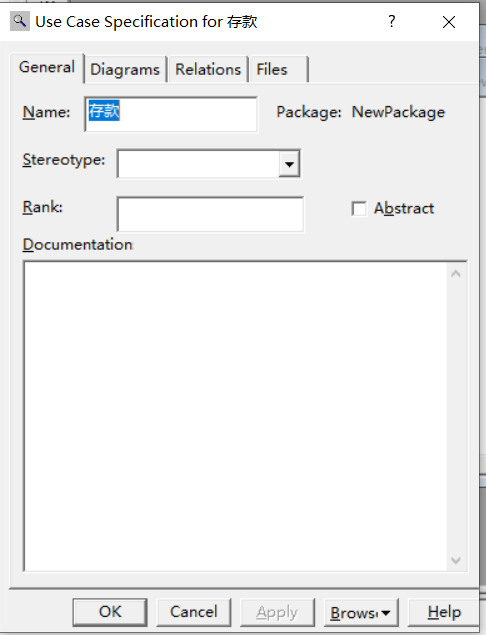 Use Case Specification for 存款
General Diagrams Relations Files
Name: 存款 Package: NewPackage
Stereotype:
Rank: Abstract
Documentation
OK Cancel Apply Brows Help